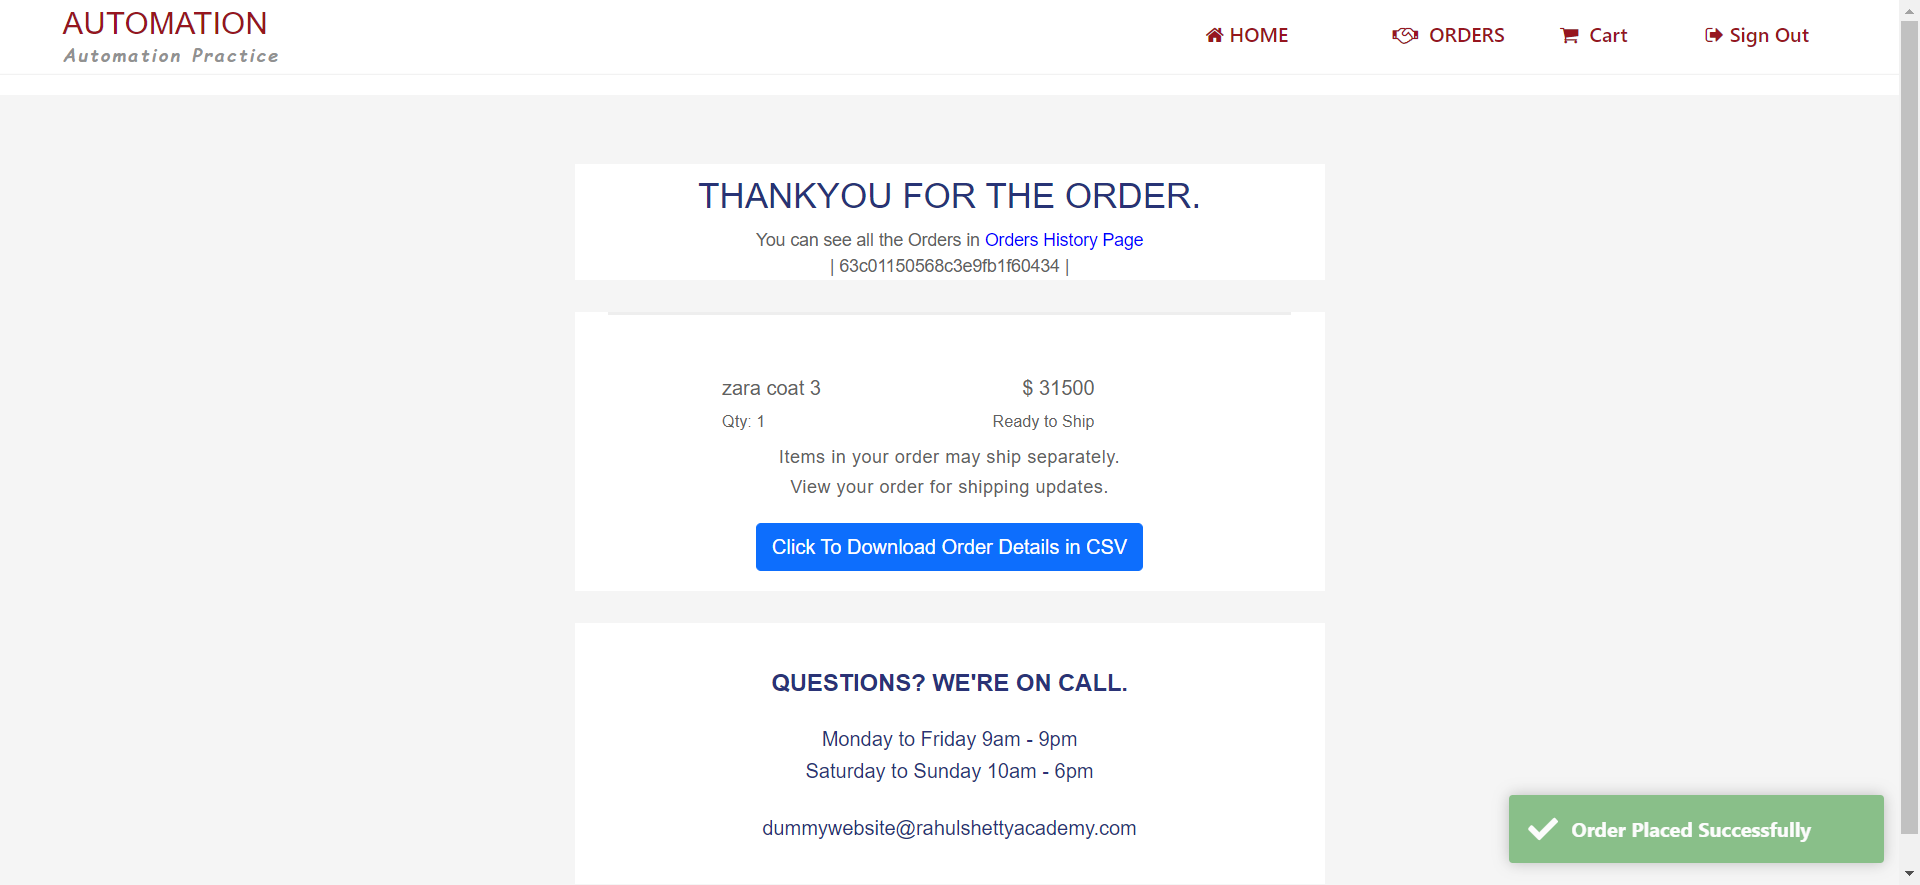 AUTOMATION
Automation Practice
HOME
ORDERS
Cart
Sign Out
THANKYOU FOR THE ORDER.
You can see all the Orders in Orders History Page
| 63c01150568c3e9fb1f60434 |
zara coat 3
$ 31500
Qty: 1
Ready to Ship
Items in your order may ship separately.
View your order for shipping updates.
Click To Download Order Details in CSV
QUESTIONS? WE'RE ON CALL.
Monday to Friday 9am - 9pm
Saturday to Sunday 10am - 6pm
dummywebsite@rahulshettyacademy.com
Order Placed Successfully